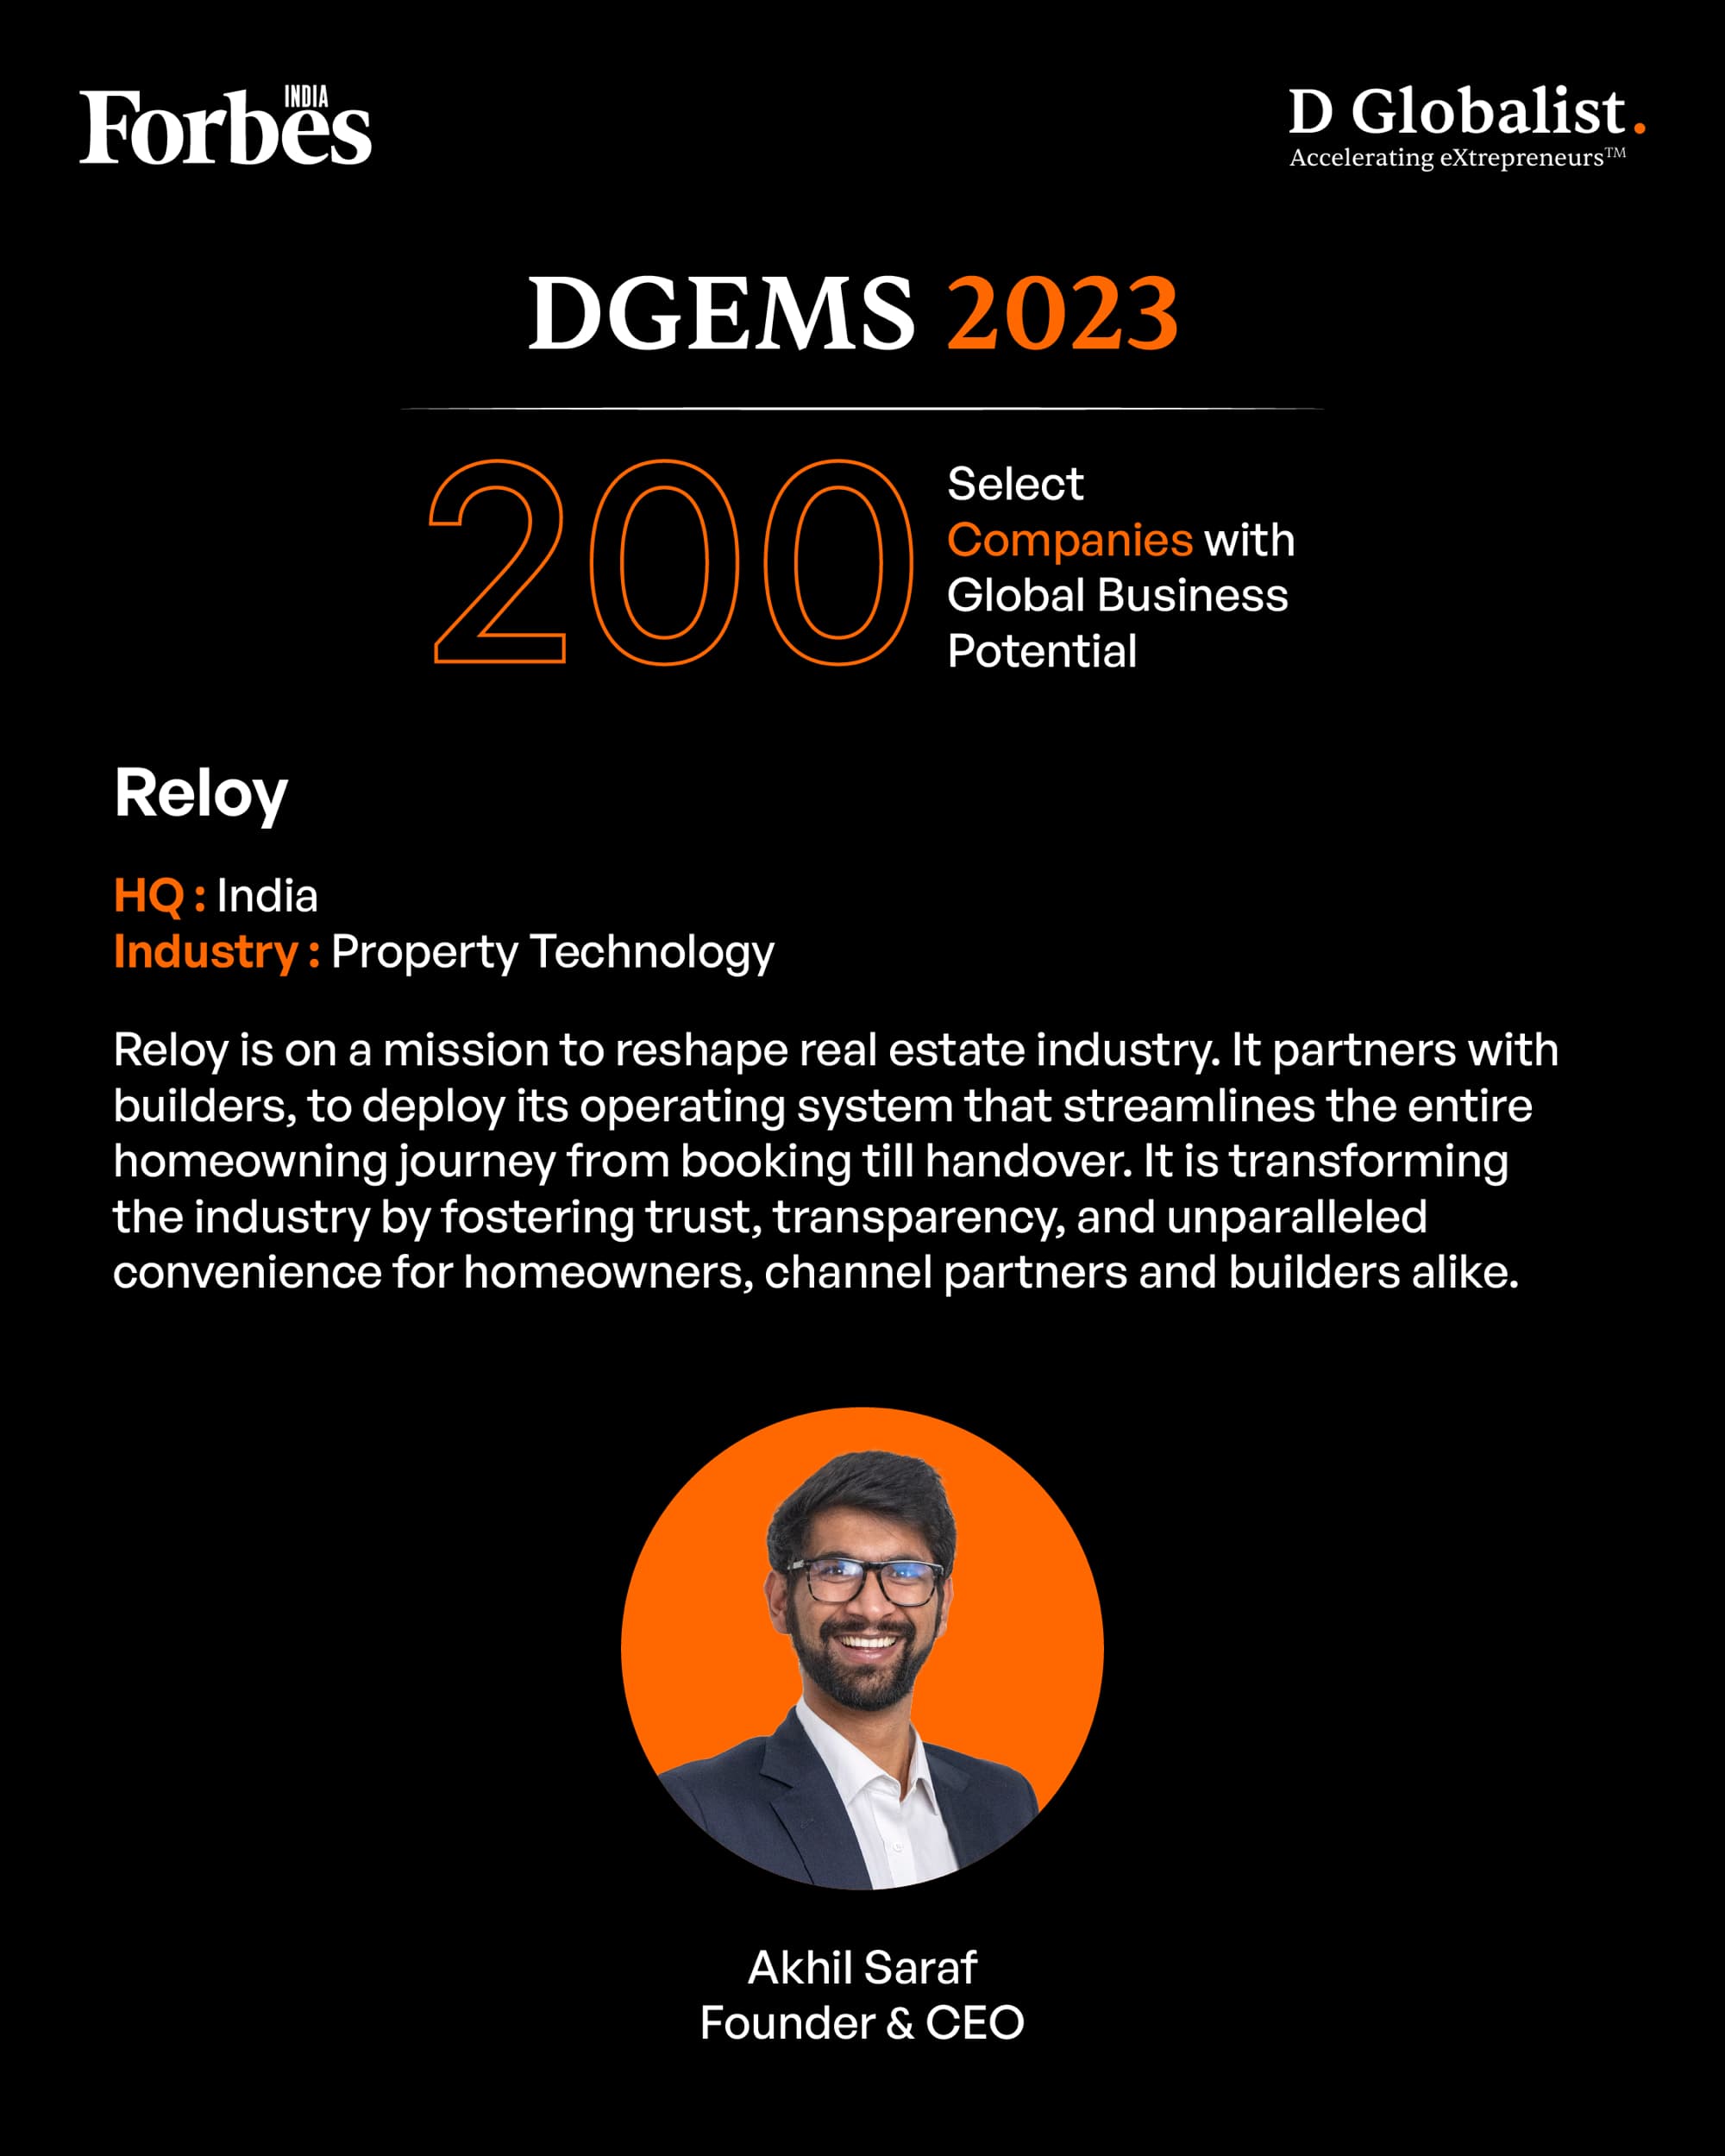 Forbes INDIA
D Globalist.
Accelerating eXtrepreneurs™
DGEMS 2023
200
Select
Companies with
Global Business
Potential
Reloy
HQ : India
Industry : Property Technology
Reloy is on a mission to reshape real estate industry. It partners with
builders, to deploy its operating system that streamlines the entire
homeowning journey from booking till handover. It is transforming
the industry by fostering trust, transparency, and unparalleled
convenience for homeowners, channel partners and builders alike.
Akhil Saraf
Founder & CEO